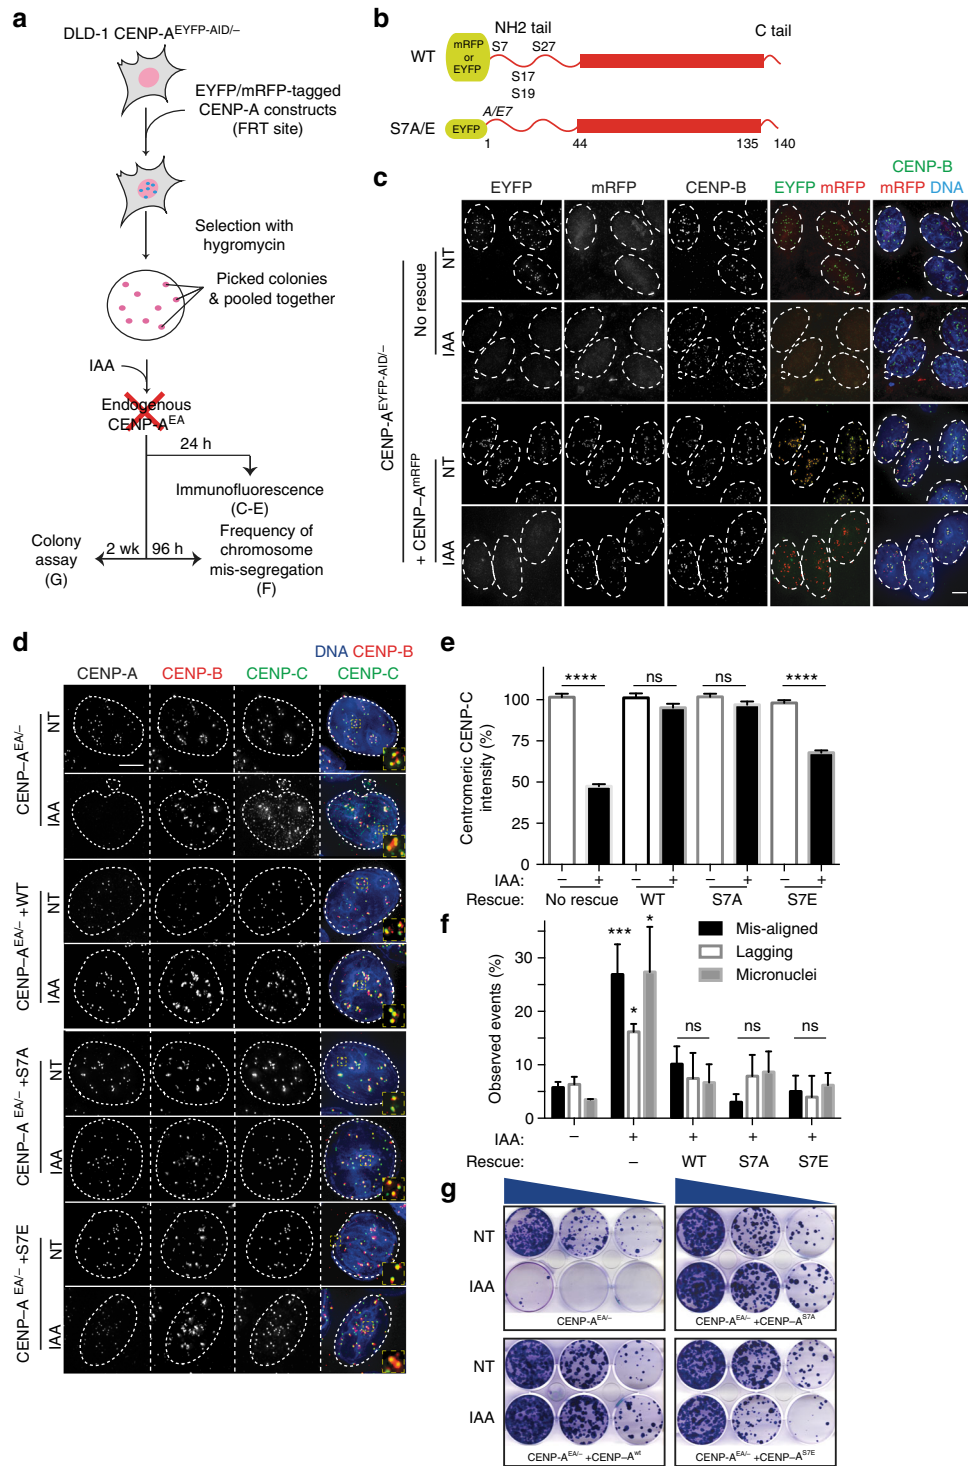 a
DLD-1 CENP-A^EYFP-AID/–
EYFP/mRFP-tagged
CENP-A constructs
(FRT site)
Selection with
hygromycin
Picked colonies
& pooled together
IAA
Endogenous
CENP-A^EA
24 h
Immunofluorescence
(C-E)
Colony
assay
(G)
2 wk
96 h
Frequency of
chromosome
mis-segregation
(F)
b
NH2 tail
C tail
WT
mRFP
or
EYFP
S7
S27
S17
S19
S7A/E
EYFP
A/E7
1
44
135
140
c
EYFP
mRFP
CENP-B
EYFP mRFP
CENP-B
mRFP DNA
CENP-A^EYFP-AID/–
No rescue
NT
IAA
+ CENP–A^mRFP
NT
IAA
d
CENP-A
CENP-B
CENP-C
DNA CENP-B
CENP-C
CENP–A^EA/–
NT
IAA
CENP–A^EA/– +WT
NT
IAA
CENP–A^EA/– +S7A
NT
IAA
CENP–A^EA/– +S7E
NT
IAA
e
Centromeric CENP-C
intensity (%)
100
75
50
25
0
****
ns
ns
****
IAA: – + – + – + – +
Rescue: No rescue WT S7A S7E
f
Observed events (%)
30
20
10
0
***
*
*
ns
ns
ns
Mis-aligned
Lagging
Micronuclei
IAA: – + + + +
Rescue: – WT S7A S7E
g
NT
IAA
CENP-A^EA/–
CENP-A^EA/– +CENP–A^S7A
NT
IAA
CENP-A^EA/– +CENP–A^wt
CENP-A^EA/– + CENP–A^S7E